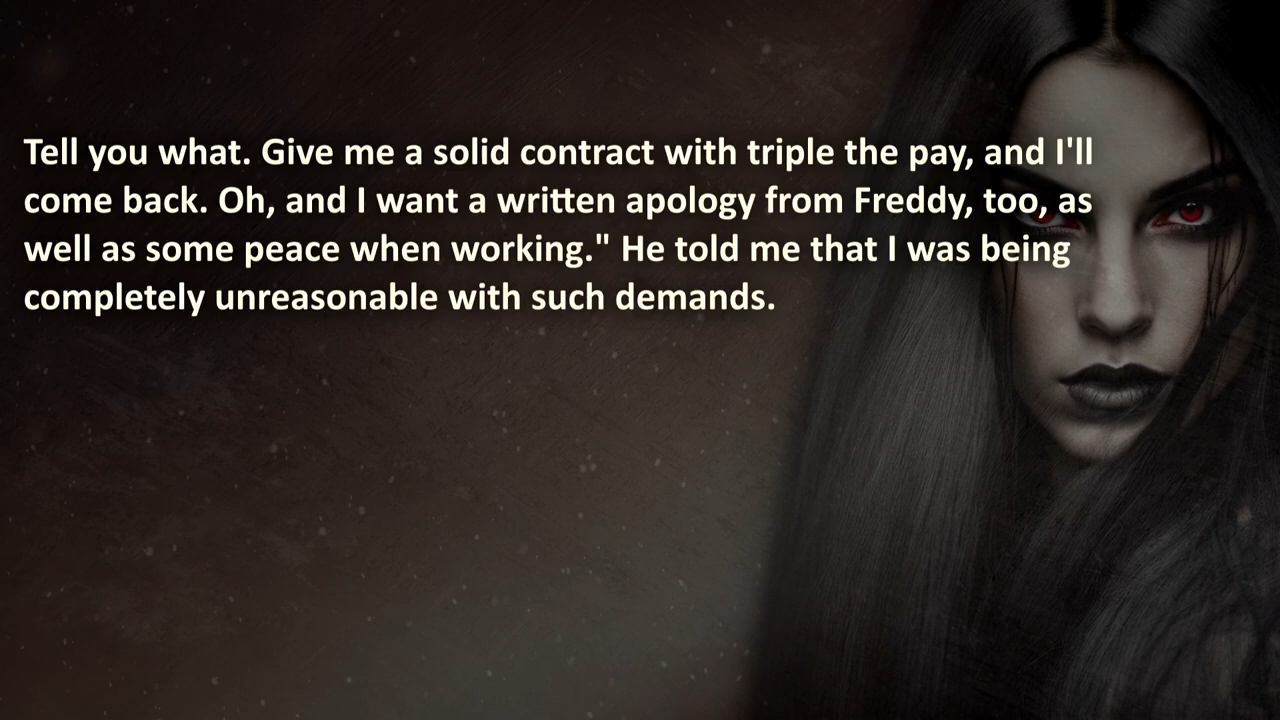 Tell you what. Give me a solid contract with triple the pay, and I'll
come back. Oh, and I want a written apology from Freddy, too, as
well as some peace when working." He told me that I was being
completely unreasonable with such demands.